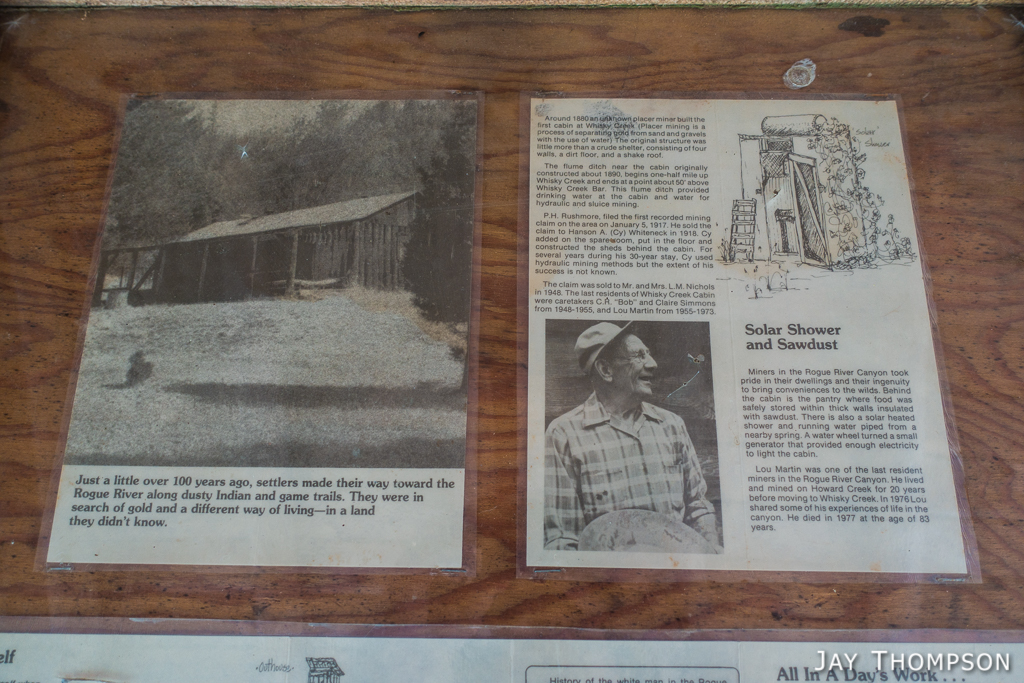 Just a little over 100 years ago, settlers made their way toward the
Rogue River along dusty Indian and game trails. They were in
search of gold and a different way of living—in a land
they didn't know.
Around 1880 an unknown placer miner built the
first cabin at Whisky Creek (Placer mining is a
process of separating gold from sand and gravels
with the use of water) The original structure was
little more than a crude shelter, consisting of four
walls, a dirt floor, and a shake roof.
The flume ditch near the cabin originally
constructed about 1890, begins one-half mile up
Whisky Creek and ends at a point about 50' above
Whisky Creek Bar. This flume ditch provided
drinking water at the cabin and water for
hydraulic and sluice mining.
P.H. Rushmore, filed the first recorded mining
claim on the area on January 5, 1917. He sold the
claim to Hanson A. (Cy) Whiteneck in 1918. Cy
added on the spare room, put in the floor and
constructed the sheds behind the cabin. For
several years during his 30-year stay, Cy used
hydraulic mining methods but the extent of his
success is not known.
The claim was sold to Mr. and Mrs. L.M. Nichols
in 1948. The last residents of Whisky Creek Cabin
were caretakers C.R. "Bob" and Claire Simmons
from 1948-1955, and Lou Martin from 1955-1973.
Solar
Shower
Solar Shower
and Sawdust
Miners in the Rogue River Canyon took
pride in their dwellings and their ingenuity
to bring conveniences to the wilds. Behind
the cabin is the pantry where food was
safely stored within thick walls insulated
with sawdust. There is also a solar heated
shower and running water piped from a
nearby spring. A water wheel turned a small
generator that provided enough electricity
to light the cabin.
Lou Martin was one of the last resident
miners in the Rogue River Canyon. He lived
and mined on Howard Creek for 20 years
before moving to Whisky Creek. In 1976 Lou
shared some of his experiences of life in the
canyon. He died in 1977 at the age of 83
years.
elf
Outhouse
History of the white man in the Rogue
All In A Day's Work . . .
JAY THOMPSON